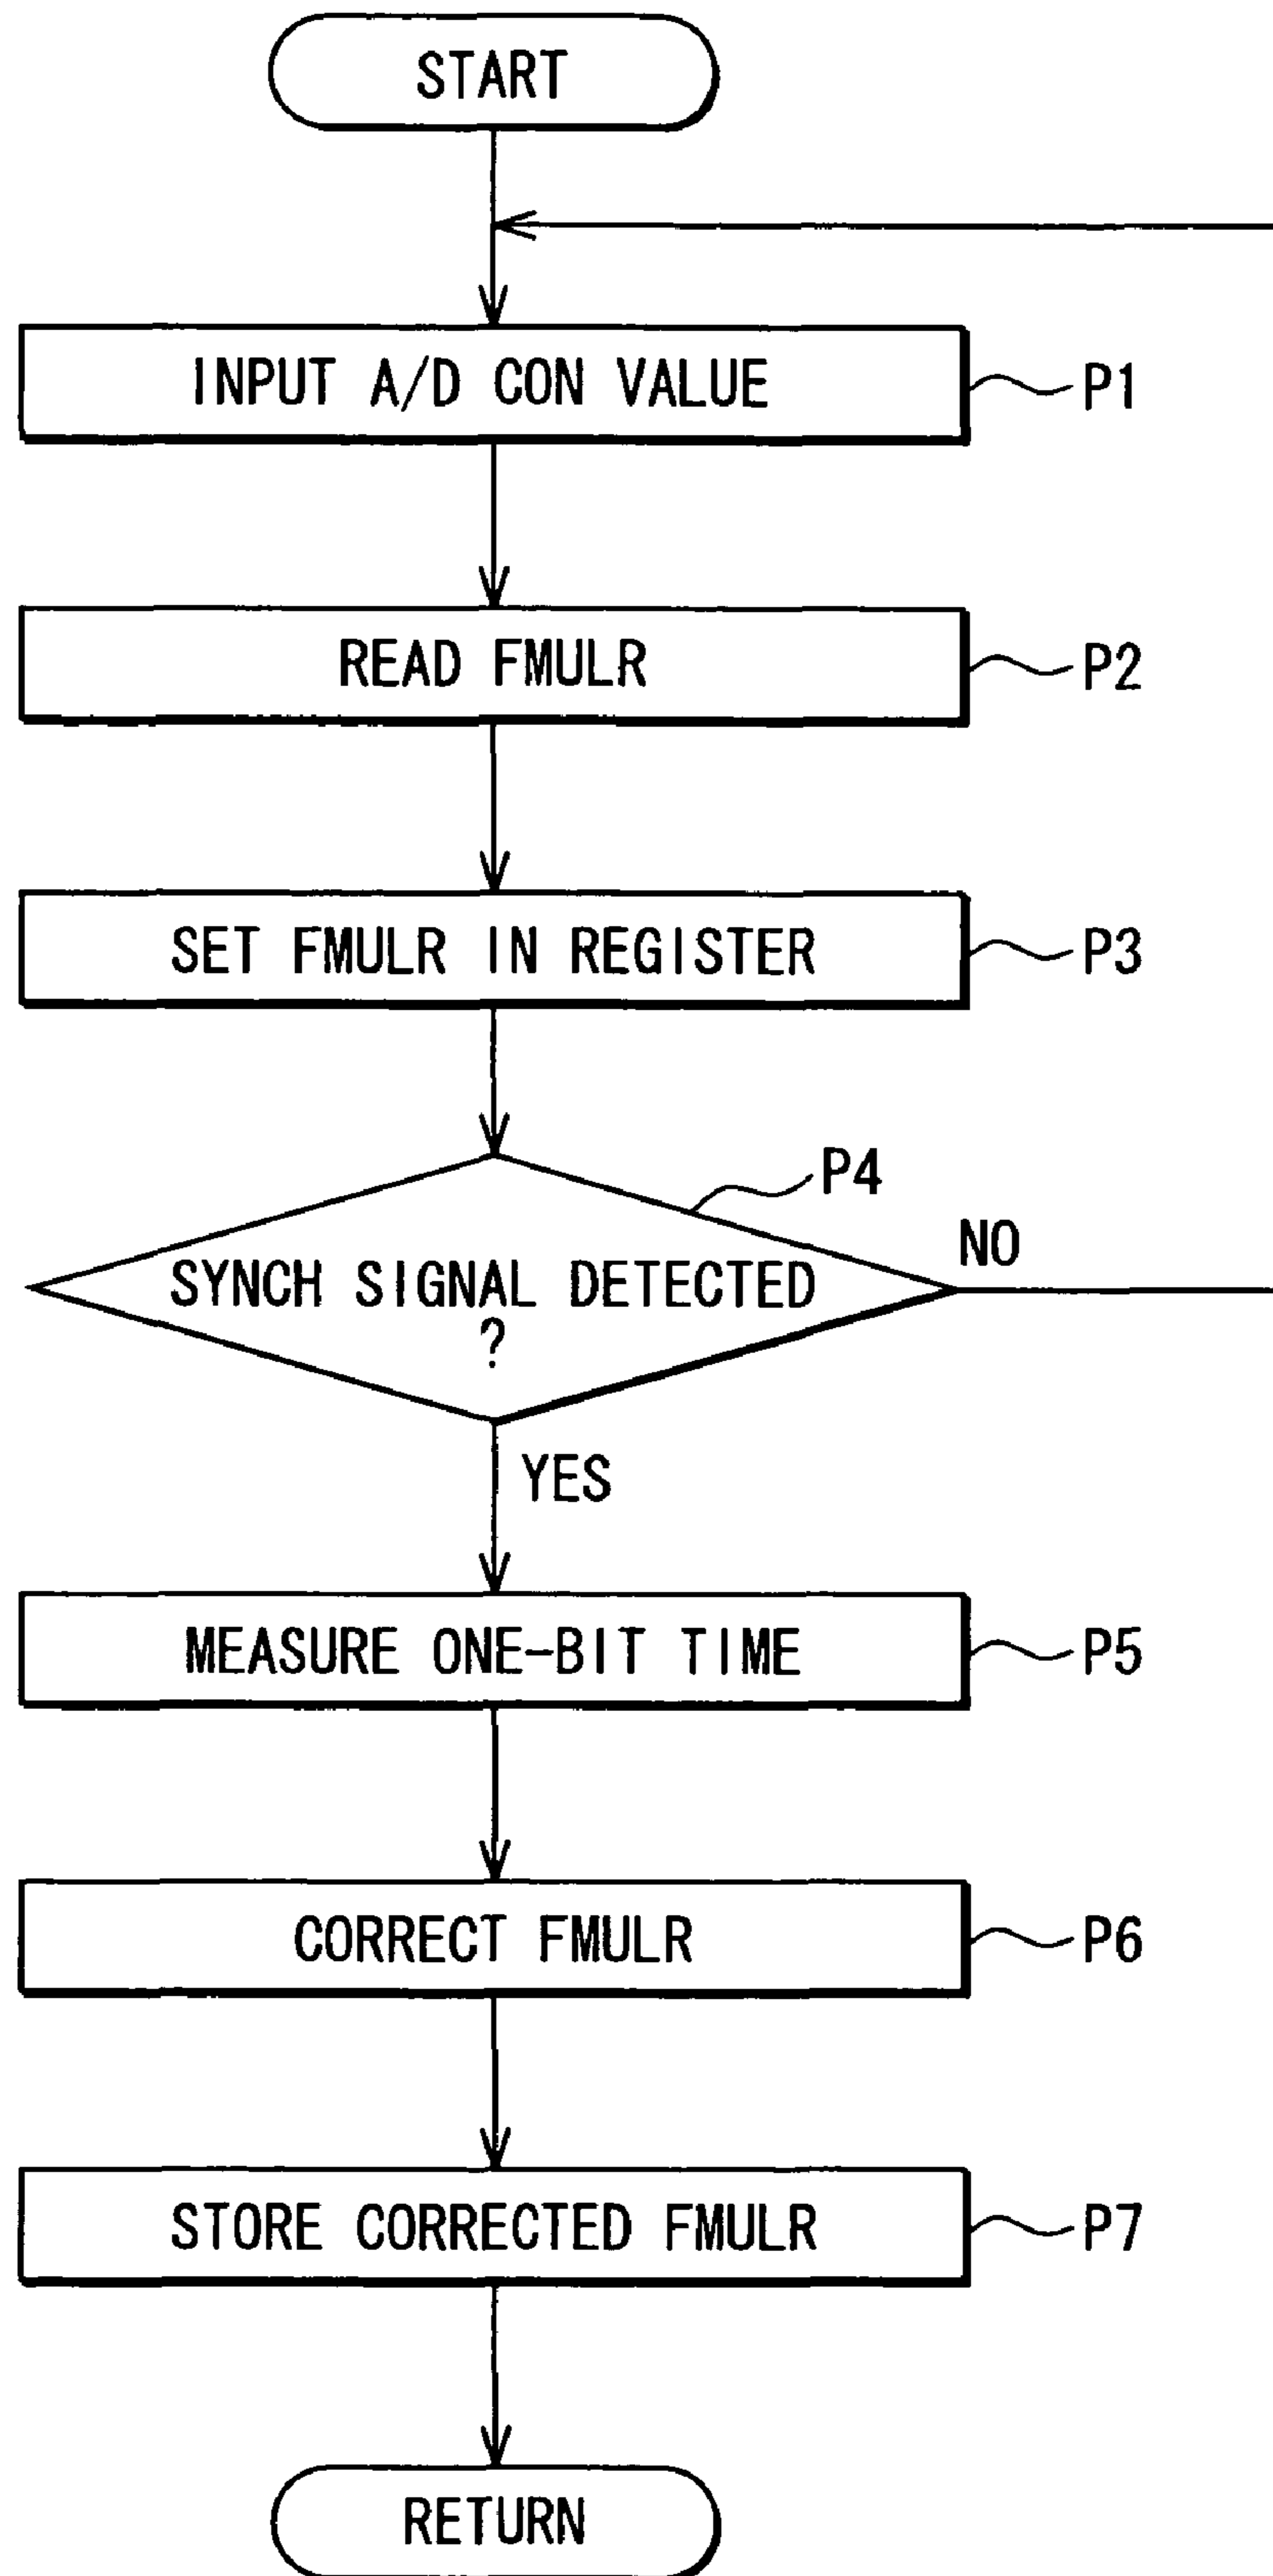 START
INPUT A/D CON VALUE
P1
READ FMULR
P2
SET FMULR IN REGISTER
P3
P4
NO
SYNCH SIGNAL DETECTED
?
YES
MEASURE ONE-BIT TIME
P5
CORRECT FMULR
P6
STORE CORRECTED FMULR
P7
RETURN